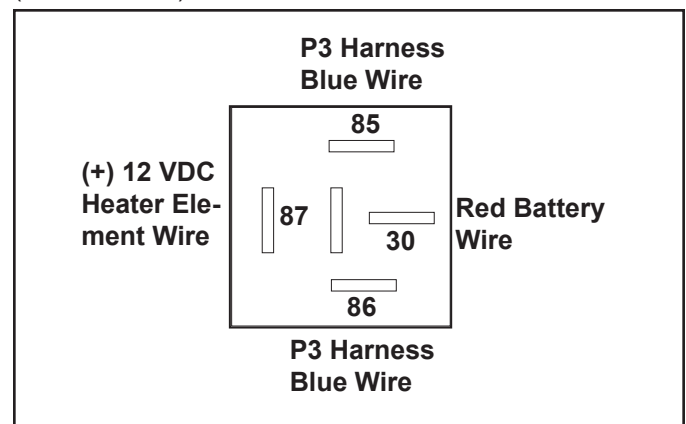 P3 Harness
Blue Wire
85
(+) 12 VDC
Heater Ele-
ment Wire
87
30
Red Battery
Wire
86
P3 Harness
Blue Wire